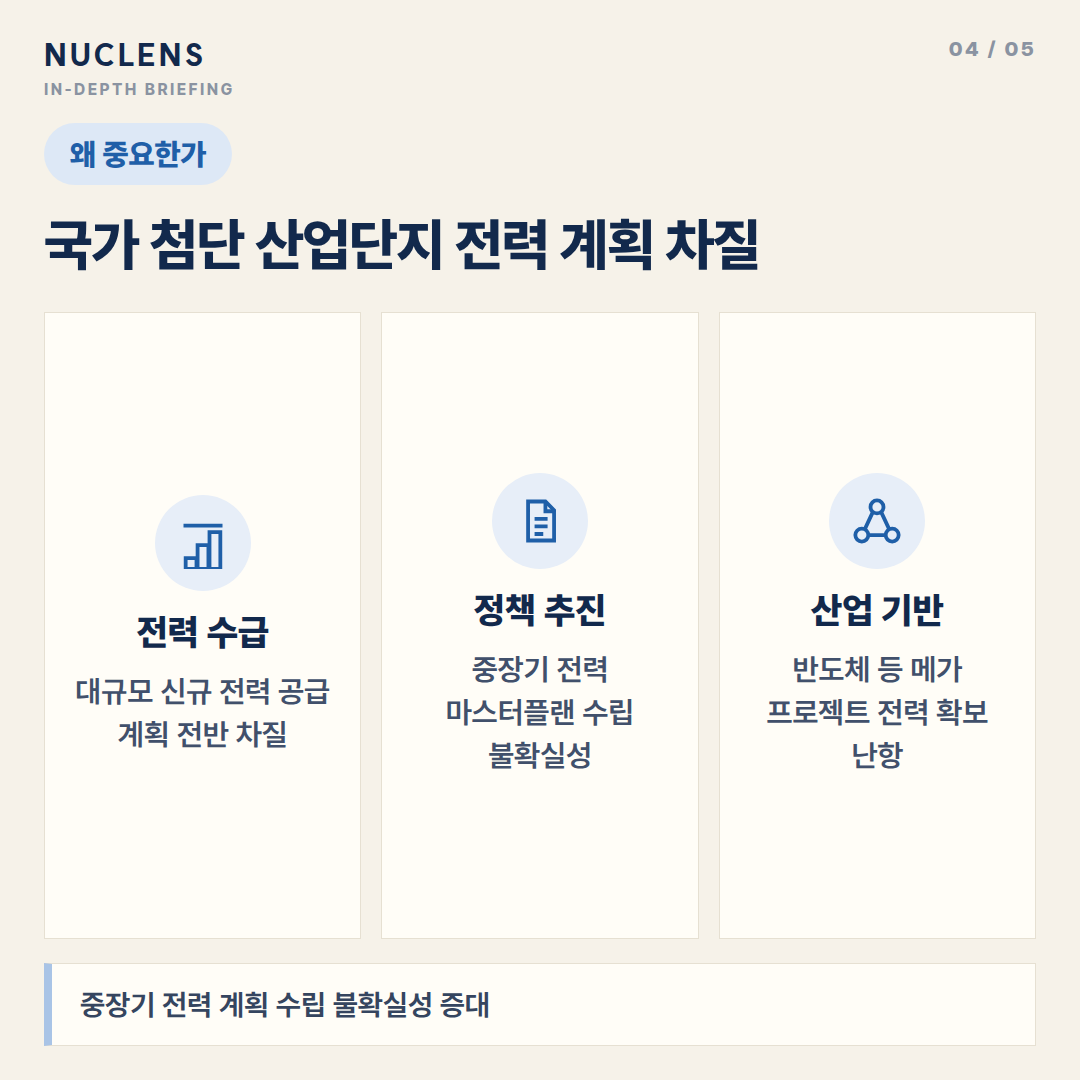 NUCLENS
04 / 05
IN-DEPTH BRIEFING
왜 중요한가
국가 첨단 산업단지 전력 계획 차질
전력 수급
대규모 신규 전력 공급
계획 전반 차질
정책 추진
중장기 전력
마스터플랜 수립
불확실성
산업 기반
반도체 등 메가
프로젝트 전력 확보
난항
중장기 전력 계획 수립 불확실성 증대